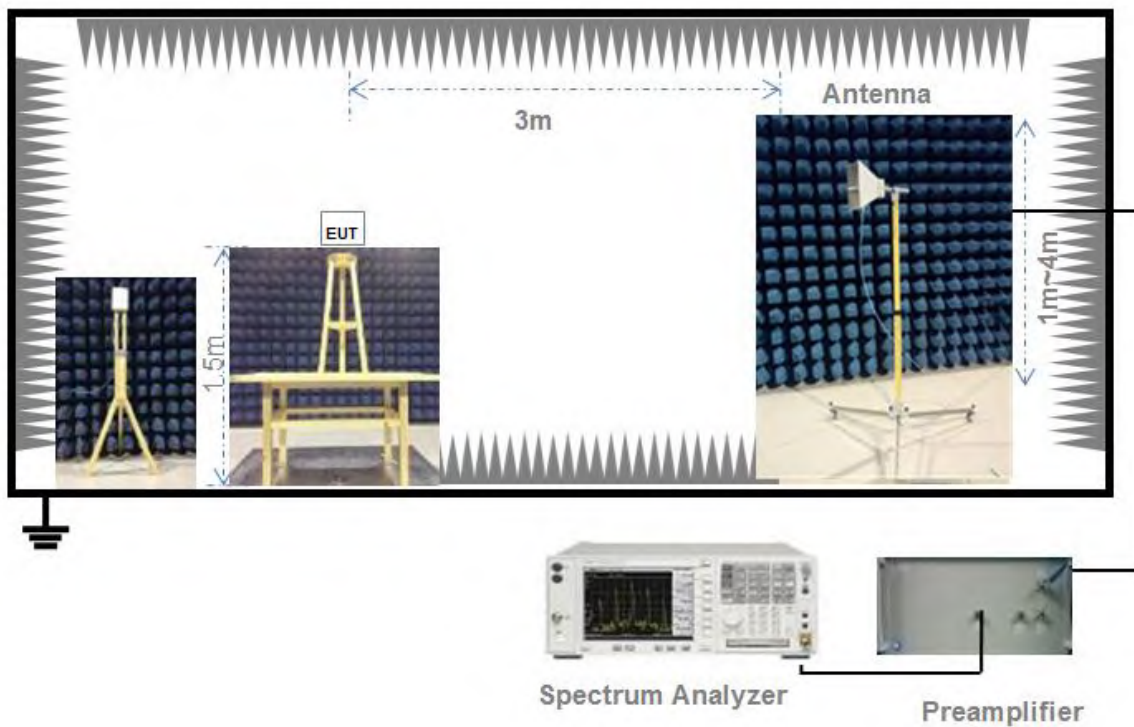 3m
Antenna
EUT
1.5m
1m~4m
Spectrum Analyzer
Preamplifier